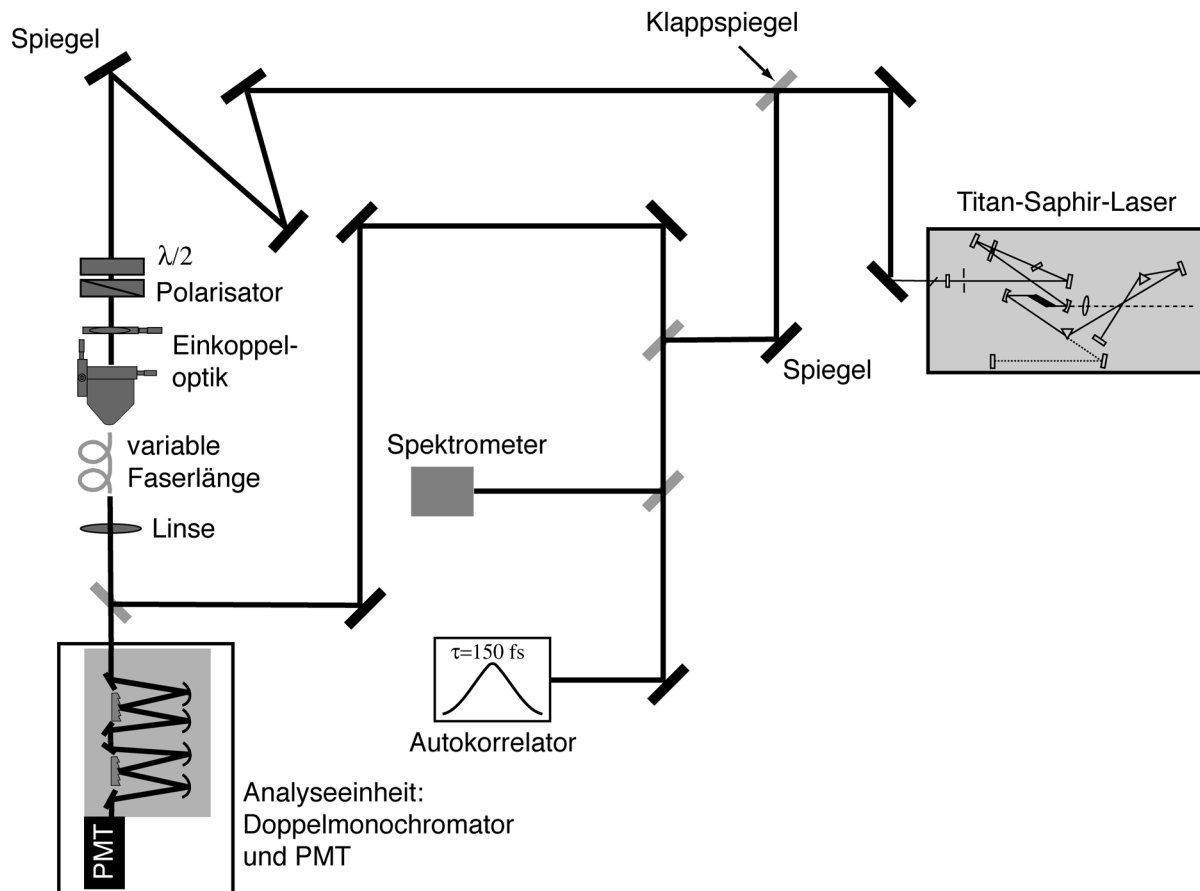 Klappspiegel
Spiegel
Titan-Saphir-Laser
λ/2
Polarisator
Einkoppel-
optik
Spiegel
variable
Faserlänge
Spektrometer
Linse
τ=150 fs
Autokorrelator
Analyseeinheit:
Doppelmonochromator
und PMT
PMT